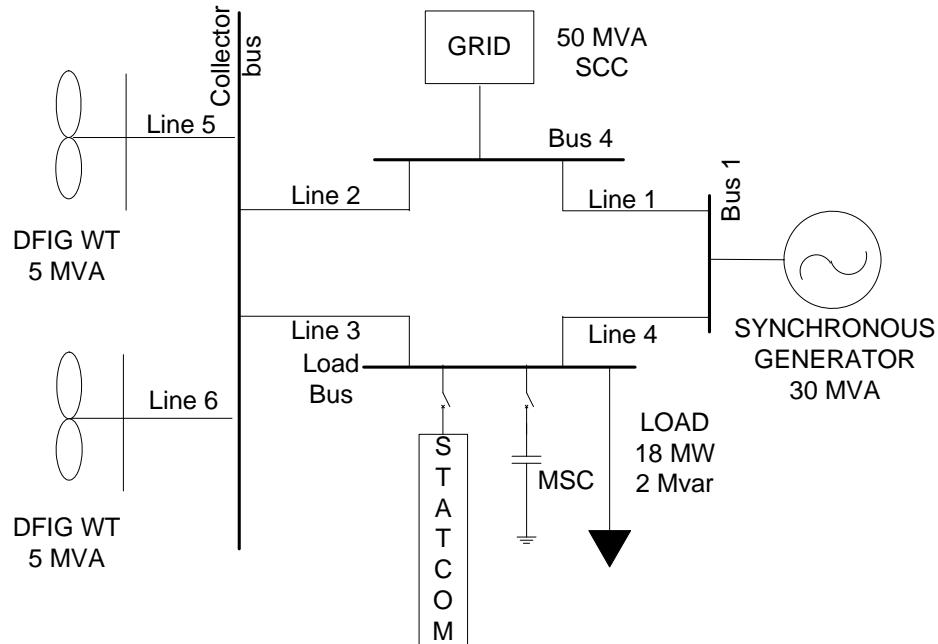 Collector
bus
GRID
50 MVA
SCC
Line 5
Bus 4
Line 2
Line 1
Bus 1
DFIG WT
5 MVA
Line 3
Line 4
Load
Bus
SYNCHRONOUS
GENERATOR
30 MVA
Line 6
LOAD
18 MW
2 Mvar
MSC
S
T
A
T
C
O
M
DFIG WT
5 MVA